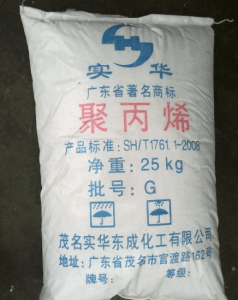 实华
广东省著名商标
聚丙烯
产品标准: SH/T1761.1-2008
净重: 25kg
批号: G
茂名实华东成化工有限公司
地址: 广东省茂名市官渡路162号
牌号: 等级: